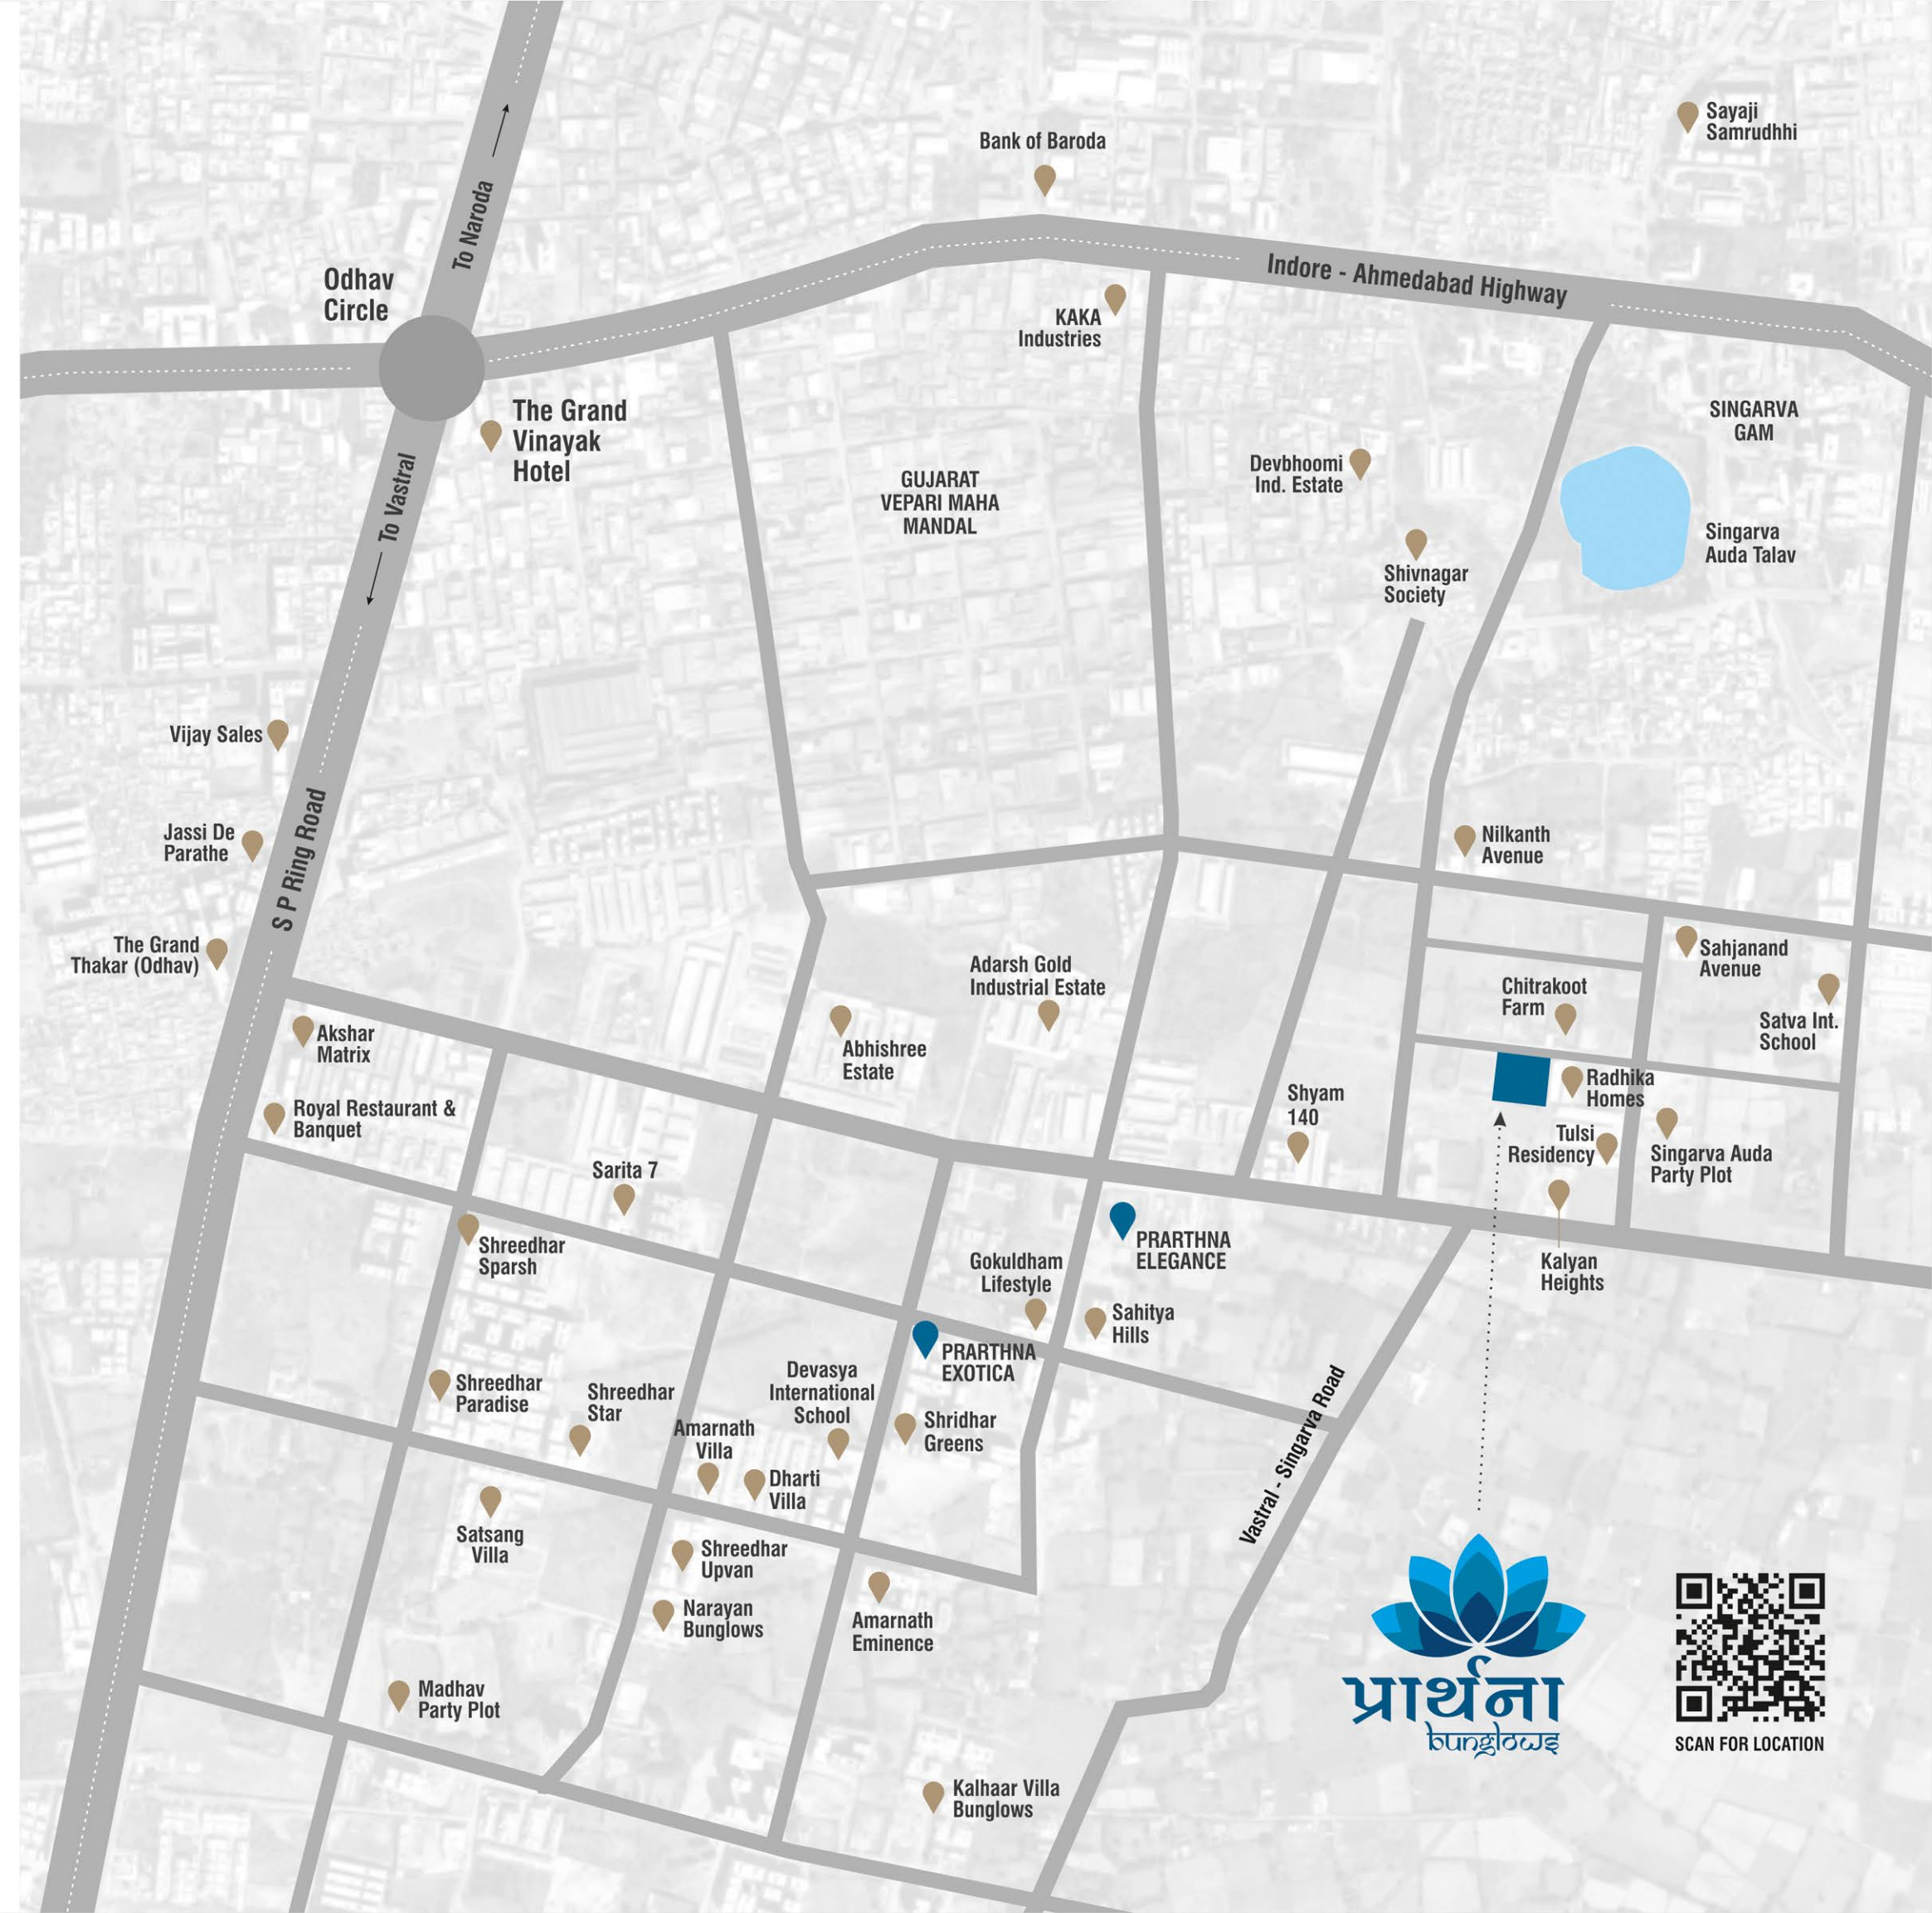 Sayaji
Samrudhhi
Bank of Baroda
To Naroda
Indore - Ahmedabad Highway
Odhav
Circle
KAKA
Industries
The Grand
Vinayak
Hotel
To Vastral
GUJARAT
VEPARI MAHA
MANDAL
Devbhoomi
Ind. Estate
SINGARVA
GAM
Singarva
Auda Talav
Shivnagar
Society
Vijay Sales
Jassi De
Parathe
S P Ring Road
Nilkanth
Avenue
The Grand
Thakar (Odhav)
Adarsh Gold
Industrial Estate
Sahjanand
Avenue
Chitrakoot
Farm
Satva Int.
School
Akshar
Matrix
Abhishree
Estate
Radhika
Homes
Shyam
140
Royal Restaurant &
Banquet
Tulsi
Residency
Singarva Auda
Party Plot
Sarita 7
Shreedhar
Sparsh
PRARTHNA
ELEGANCE
Gokuldham
Lifestyle
Kalyan
Heights
Sahitya
Hills
PRARTHNA
EXOTICA
Devasya
International
School
Shreedhar
Paradise
Shreedhar
Star
Amarnath
Villa
Shridhar
Greens
Dharti
Villa
Vastral - Singarva Road
Satsang
Villa
Shreedhar
Upvan
Narayan
Bunglows
Amarnath
Eminence
Madhav
Party Plot
प्रार्थना
bunglows
SCAN FOR LOCATION
Kalhaar Villa
Bunglows